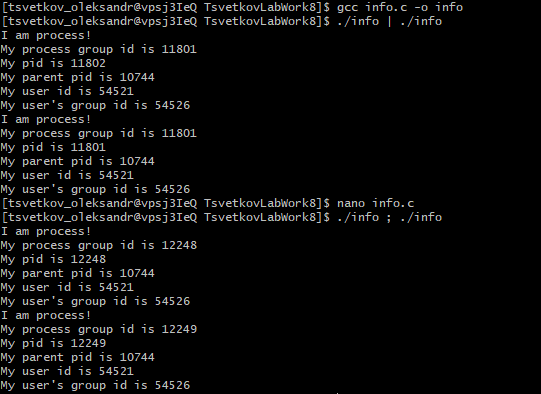 [tsvetkov_oleksandr@vpsj3IeQ TsvetkovLabWork8]$ gcc info.c -o info
[tsvetkov_oleksandr@vpsj3IeQ TsvetkovLabWork8]$ ./info | ./info
I am process!
My process group id is 11801
My pid is 11802
My parent pid is 10744
My user id is 54521
My user's group id is 54526
I am process!
My process group id is 11801
My pid is 11801
My parent pid is 10744
My user id is 54521
My user's group id is 54526
[tsvetkov_oleksandr@vpsj3IeQ TsvetkovLabWork8]$ nano info.c
[tsvetkov_oleksandr@vpsj3IeQ TsvetkovLabWork8]$ ./info ; ./info
I am process!
My process group id is 12248
My pid is 12248
My parent pid is 10744
My user id is 54521
My user's group id is 54526
I am process!
My process group id is 12249
My pid is 12249
My parent pid is 10744
My user id is 54521
My user's group id is 54526